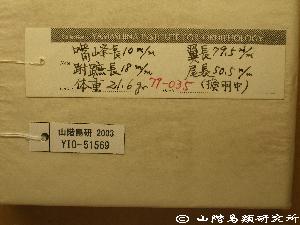 YAMASHINA INSTITUTE FOR ORNITHOLOGY
嘴峰長10m/m 翼長79.5m/m
跗蹠長18m/m 尾長50.5m/m
体重21.6gr 77-035 (換羽中)
山階鳥研 2003
YIO-51569
© 山階鳥類研究所